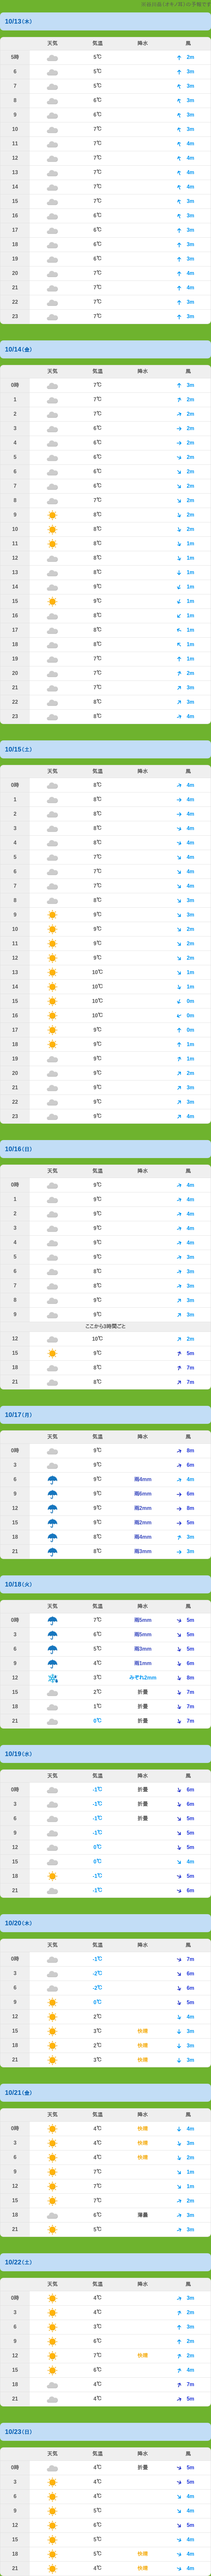 10/13(木)
天気 気温 降水 風
5時 5℃ 2m
6 5℃ 3m
7 5℃ 3m
8 6℃ 3m
9 6℃ 3m
10 7℃ 3m
11 7℃ 4m
12 7℃ 4m
13 7℃ 4m
14 7℃ 4m
15 7℃ 3m
16 6℃ 3m
17 6℃ 3m
18 6℃ 3m
19 6℃ 3m
20 7℃ 4m
21 7℃ 4m
22 7℃ 3m
23 7℃ 3m
10/14(金)
天気 気温 降水 風
0時 7℃ 3m
1 7℃ 2m
2 7℃ 2m
3 6℃ 2m
4 6℃ 2m
5 6℃ 2m
6 6℃ 2m
7 6℃ 2m
8 7℃ 2m
9 8℃ 2m
10 8℃ 2m
11 8℃ 1m
12 8℃ 1m
13 8℃ 1m
14 9℃ 1m
15 9℃ 1m
16 8℃ 1m
17 8℃ 1m
18 8℃ 1m
19 7℃ 1m
20 7℃ 2m
21 7℃ 3m
22 8℃ 3m
23 8℃ 4m
10/15(土)
天気 気温 降水 風
0時 8℃ 4m
1 8℃ 4m
2 8℃ 4m
3 8℃ 4m
4 8℃ 4m
5 7℃ 4m
6 7℃ 4m
7 7℃ 4m
8 8℃ 3m
9 9℃ 3m
10 9℃ 2m
11 9℃ 2m
12 9℃ 2m
13 10℃ 1m
14 10℃ 1m
15 10℃ 0m
16 10℃ 0m
17 9℃ 0m
18 9℃ 1m
19 9℃ 1m
20 9℃ 2m
21 9℃ 3m
22 9℃ 3m
23 9℃ 4m
10/16(日)
天気 気温 降水 風
0時 9℃ 4m
1 9℃ 4m
2 9℃ 4m
3 9℃ 4m
4 9℃ 4m
5 9℃ 3m
6 8℃ 3m
7 8℃ 3m
8 9℃ 3m
9 9℃ 3m
ここから3時間ごと
12 10℃ 2m
15 9℃ 5m
18 8℃ 7m
21 8℃ 7m
10/17(月)
天気 気温 降水 風
0時 9℃ 8m
3 9℃ 6m
6 9℃ 雨4mm 4m
9 9℃ 雨6mm 6m
12 9℃ 雨2mm 8m
15 9℃ 雨2mm 5m
18 8℃ 雨4mm 3m
21 8℃ 雨3mm 3m
10/18(火)
天気 気温 降水 風
0時 7℃ 雨5mm 5m
3 6℃ 雨5mm 5m
6 5℃ 雨3mm 5m
9 4℃ 雨1mm 6m
12 3℃ みぞれ2mm 8m
15 2℃ 折曇 7m
18 1℃ 折曇 7m
21 0℃ 折曇 7m
10/19(水)
天気 気温 降水 風
0時 -1℃ 折曇 6m
3 -1℃ 折曇 6m
6 -1℃ 折曇 5m
9 -1℃ 5m
12 0℃ 5m
15 0℃ 4m
18 -1℃ 5m
21 -1℃ 6m
10/20(木)
天気 気温 降水 風
0時 -1℃ 7m
3 -2℃ 6m
6 -2℃ 6m
9 0℃ 5m
12 2℃ 4m
15 3℃ 快晴 3m
18 2℃ 快晴 3m
21 3℃ 快晴 3m
10/21(金)
天気 気温 降水 風
0時 4℃ 快晴 4m
3 4℃ 快晴 3m
6 4℃ 快晴 2m
9 7℃ 1m
12 7℃ 1m
15 7℃ 2m
18 6℃ 薄曇 3m
21 5℃ 3m
10/22(土)
天気 気温 降水 風
0時 4℃ 3m
3 4℃ 2m
6 3℃ 3m
9 6℃ 2m
12 7℃ 快晴 2m
15 6℃ 4m
18 4℃ 7m
21 4℃ 5m
10/23(日)
天気 気温 降水 風
0時 4℃ 折曇 5m
3 4℃ 5m
6 4℃ 4m
9 5℃ 4m
12 6℃ 5m
15 5℃ 4m
18 5℃ 快晴 4m
21 4℃ 快晴 4m